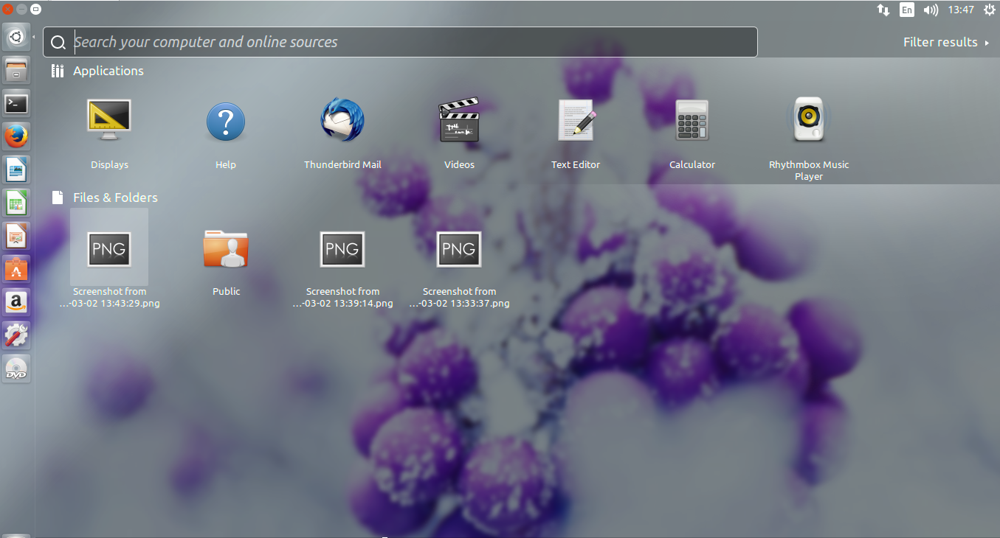 En
13:47
Search your computer and online sources
Filter results
Applications
Displays
Help
Thunderbird Mail
Videos
Text Editor
Calculator
Rhythmbox Music
Player
Files & Folders
PNG
PNG
PNG
Screenshot from
...-03-02 13:43:29.png
Public
Screenshot from
...-03-02 13:39:14.png
Screenshot from
...-03-02 13:33:37.png
>_
A
a
DVD